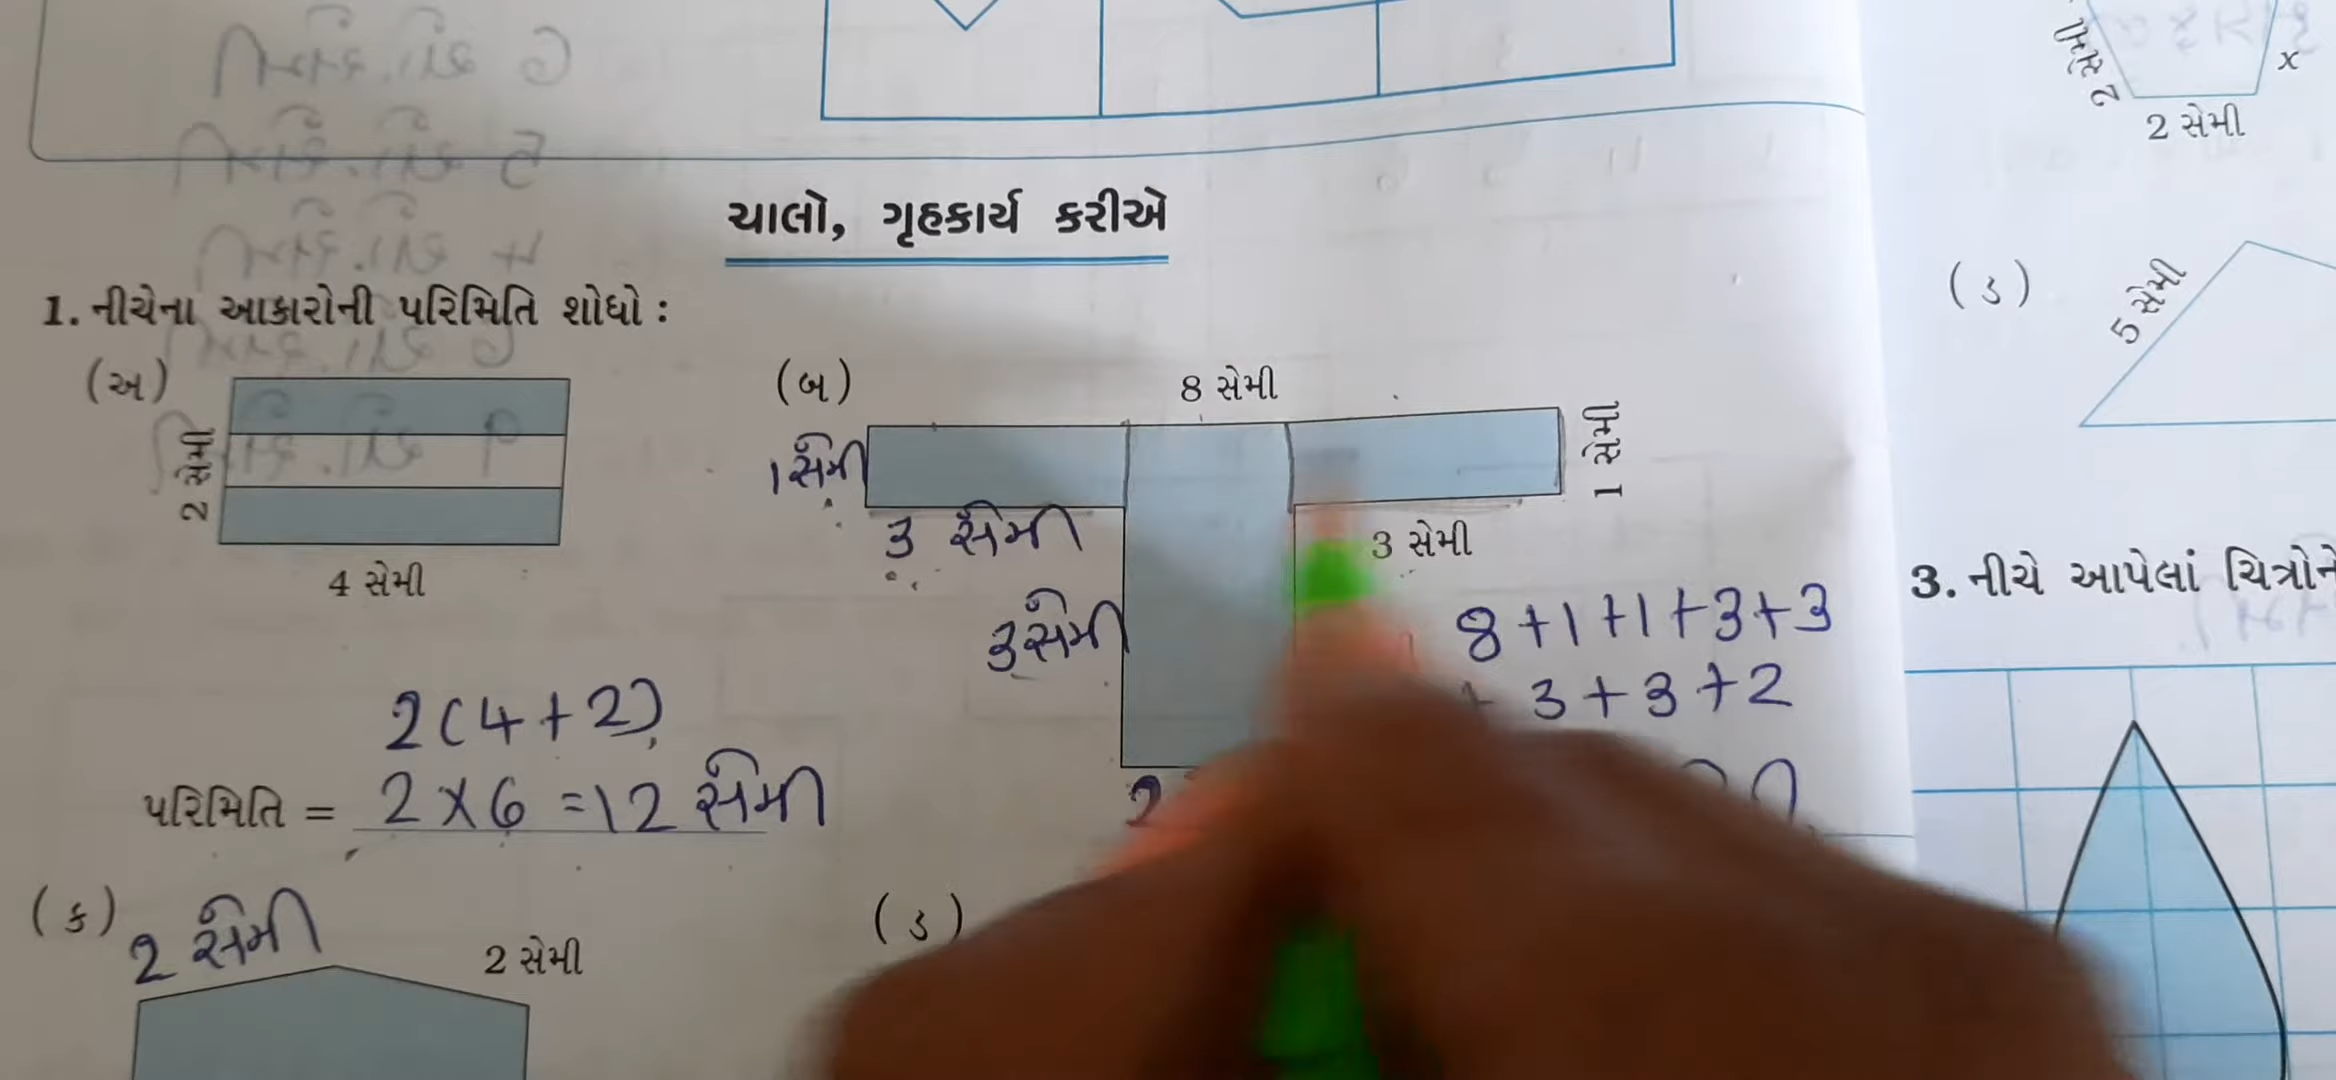 ચાલો, ગૃહકાર્ય કરીએ
1. નીચેના આકારોની પરિમિતિ શોધો :
(અ)
2 સેમી
4 સેમી
2(4+2)
પરિમિતિ = 2×6 =12 સેમી
(બ)
8 સેમી
1 સેમી
1 સેમી
3 સેમી
3 સેમી
3 સેમી
8+1+1+3+3
+ 3+3+2
2
(ક)
2 સેમી
2 સેમી
(ડ)
2 સેમી
x
2 સેમી
(ડ)
5 સેમી
3. નીચે આપેલાં ચિત્રોને